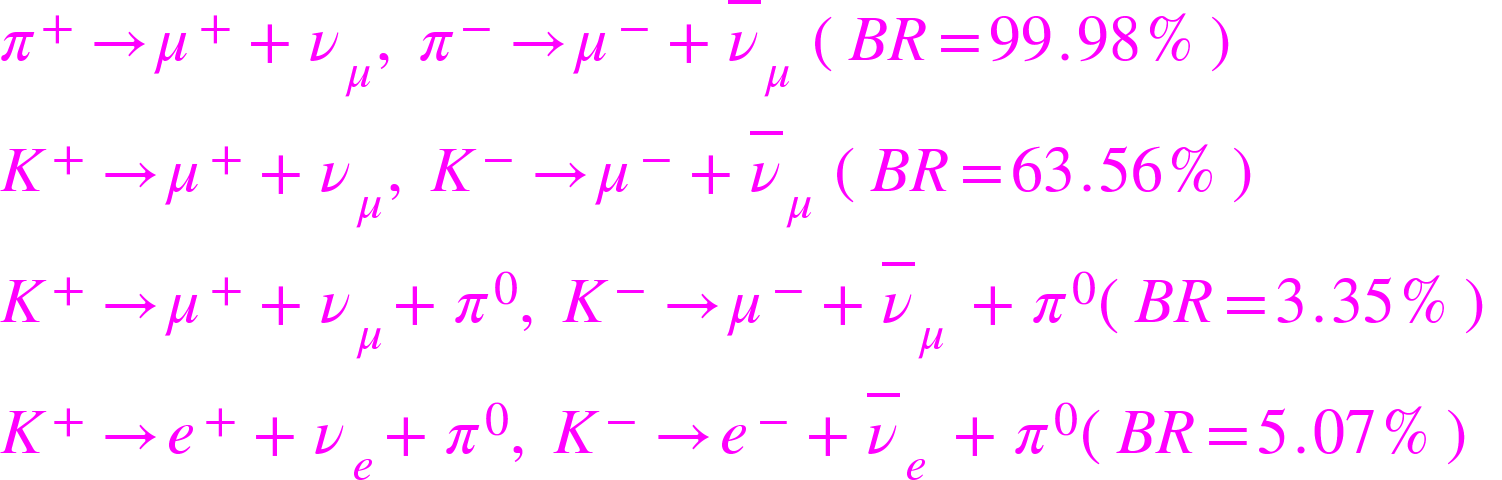 π⁺ → μ⁺ + ν_μ, π⁻ → μ⁻ + ν̅_μ ( BR = 99.98% )
K⁺ → μ⁺ + ν_μ, K⁻ → μ⁻ + ν̅_μ ( BR = 63.56% )
K⁺ → μ⁺ + ν_μ + π⁰, K⁻ → μ⁻ + ν̅_μ + π⁰( BR = 3.35% )
K⁺ → e⁺ + ν_e + π⁰, K⁻ → e⁻ + ν̅_e + π⁰( BR = 5.07% )